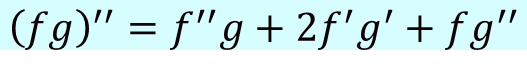 (fg)′′ = f′′g + 2f′g′ + fg′′